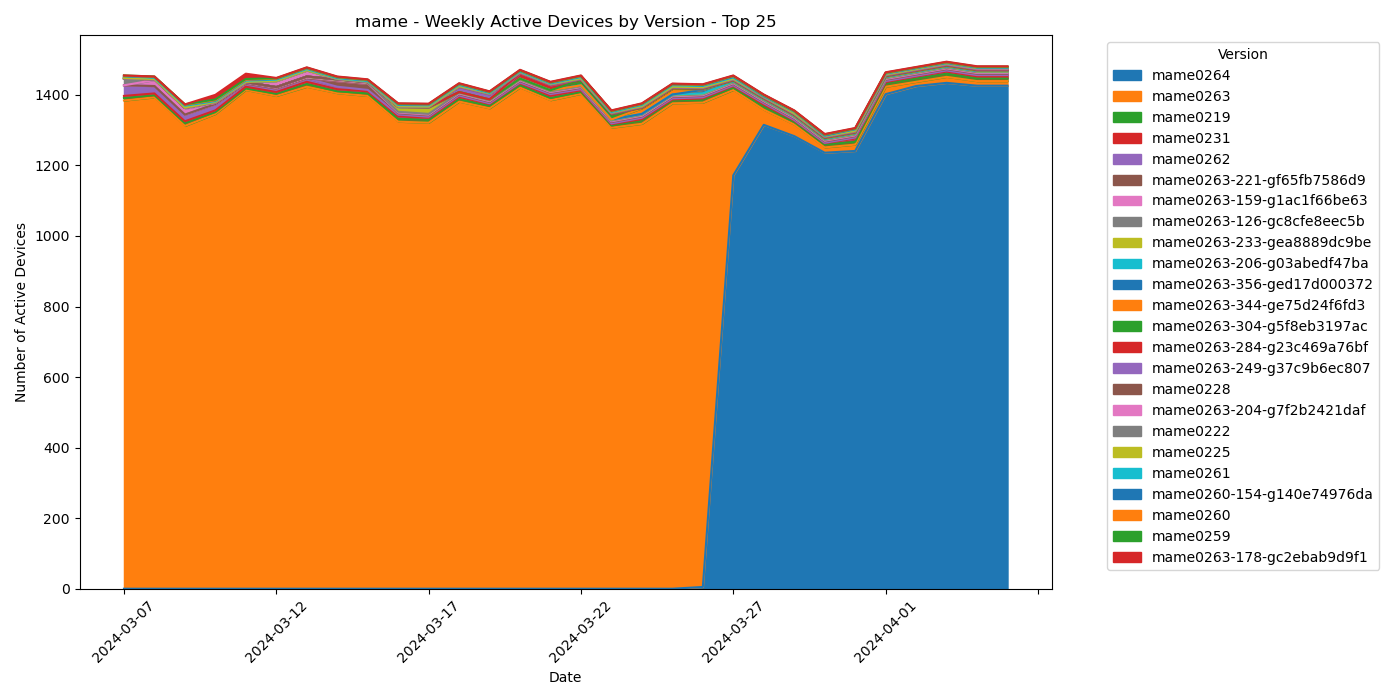 mame - Weekly Active Devices by Version - Top 25
Number of Active Devices
1400
1200
1000
800
600
400
200
0
2024-03-07
2024-03-12
2024-03-17
2024-03-22
2024-03-27
2024-04-01
Date
Version
mame0264
mame0263
mame0219
mame0231
mame0262
mame0263-221-gf65fb7586d9
mame0263-159-g1ac1f66be63
mame0263-126-gc8cfe8eec5b
mame0263-233-gea8889dc9be
mame0263-206-g03abedf47ba
mame0263-356-ged17d000372
mame0263-344-ge75d24f6fd3
mame0263-304-g5f8eb3197ac
mame0263-284-g23c469a76bf
mame0263-249-g37c9b6ec807
mame0228
mame0263-204-g7f2b2421daf
mame0222
mame0225
mame0261
mame0260-154-g140e74976da
mame0260
mame0259
mame0263-178-gc2ebab9d9f1